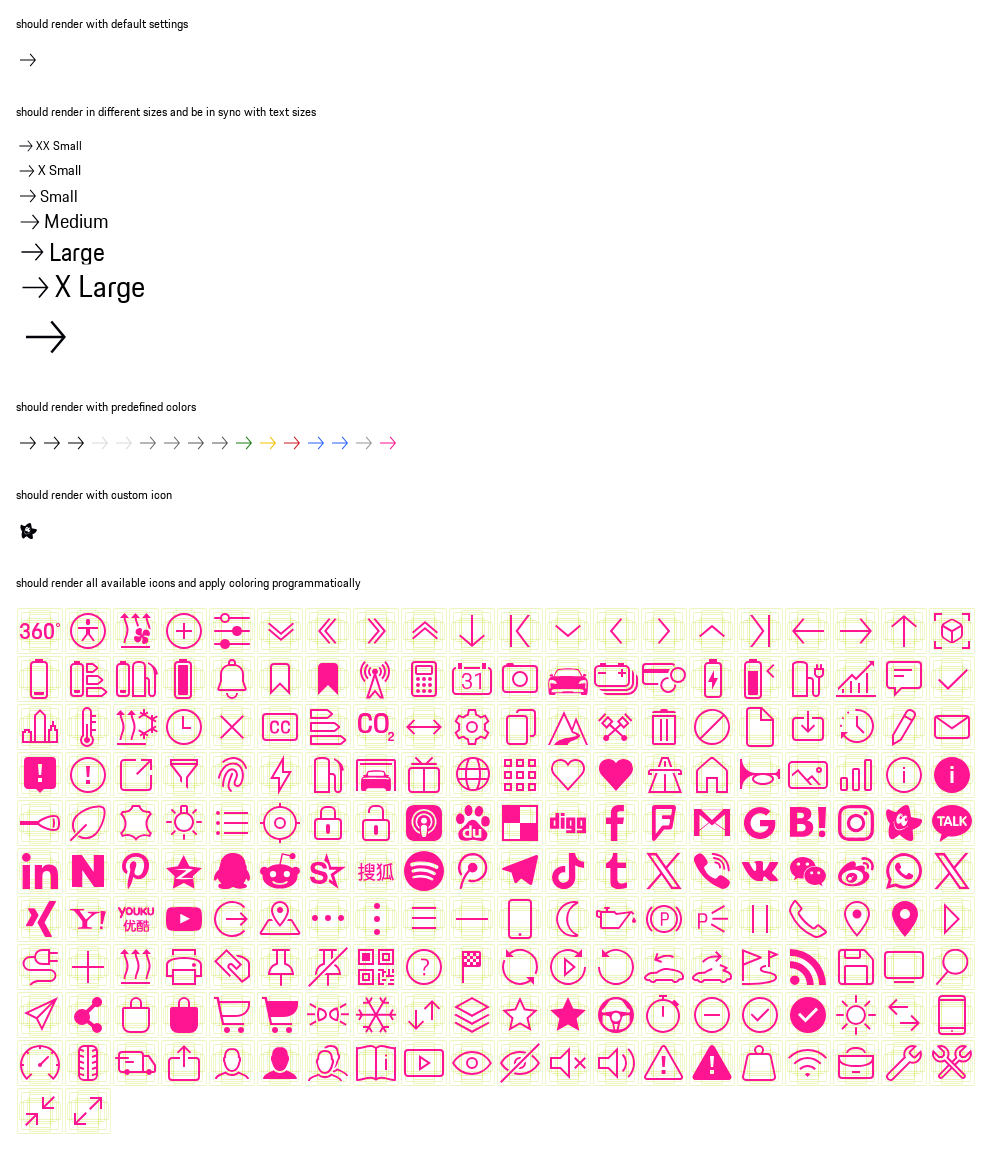 should render with default settings
should render in different sizes and be in sync with text sizes
XX Small
X Small
Small
Medium
Large
X Large
should render with predefined colors
should render with custom icon
should render all available icons and apply coloring programmatically
360°
31
CC
CO2
du
digg
f
G
B!
TALK
in
N
S
搜狐
t
X
X
Y!
YOUKU
优酷
P
P
?
i
i
i